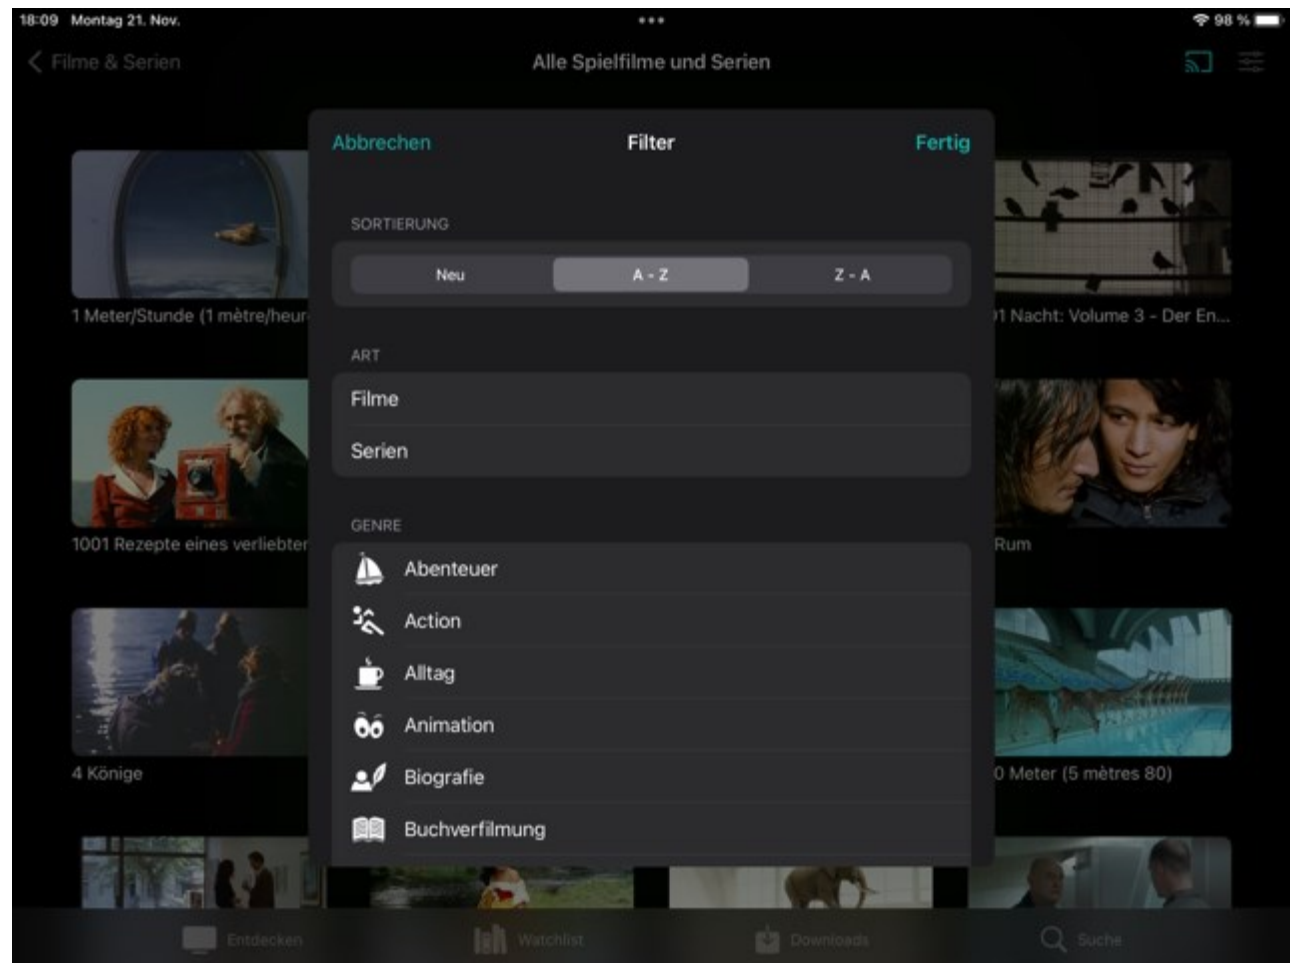 18:09 Montag 21. Nov.
98 %
Filme & Serien
Alle Spielfilme und Serien
Abbrechen
Filter
Fertig
SORTIERUNG
Neu
A - Z
Z - A
1 Meter/Stunde (1 mètre/heur
01 Nacht: Volume 3 - Der En...
ART
Filme
Serien
GENRE
1001 Rezepte eines verliebter
Rum
Abenteuer
Action
Alltag
Animation
Biografie
Buchverfilmung
4 Könige
0 Meter (5 mètres 80)
Entdecken
Watchlist
Downloads
Suche